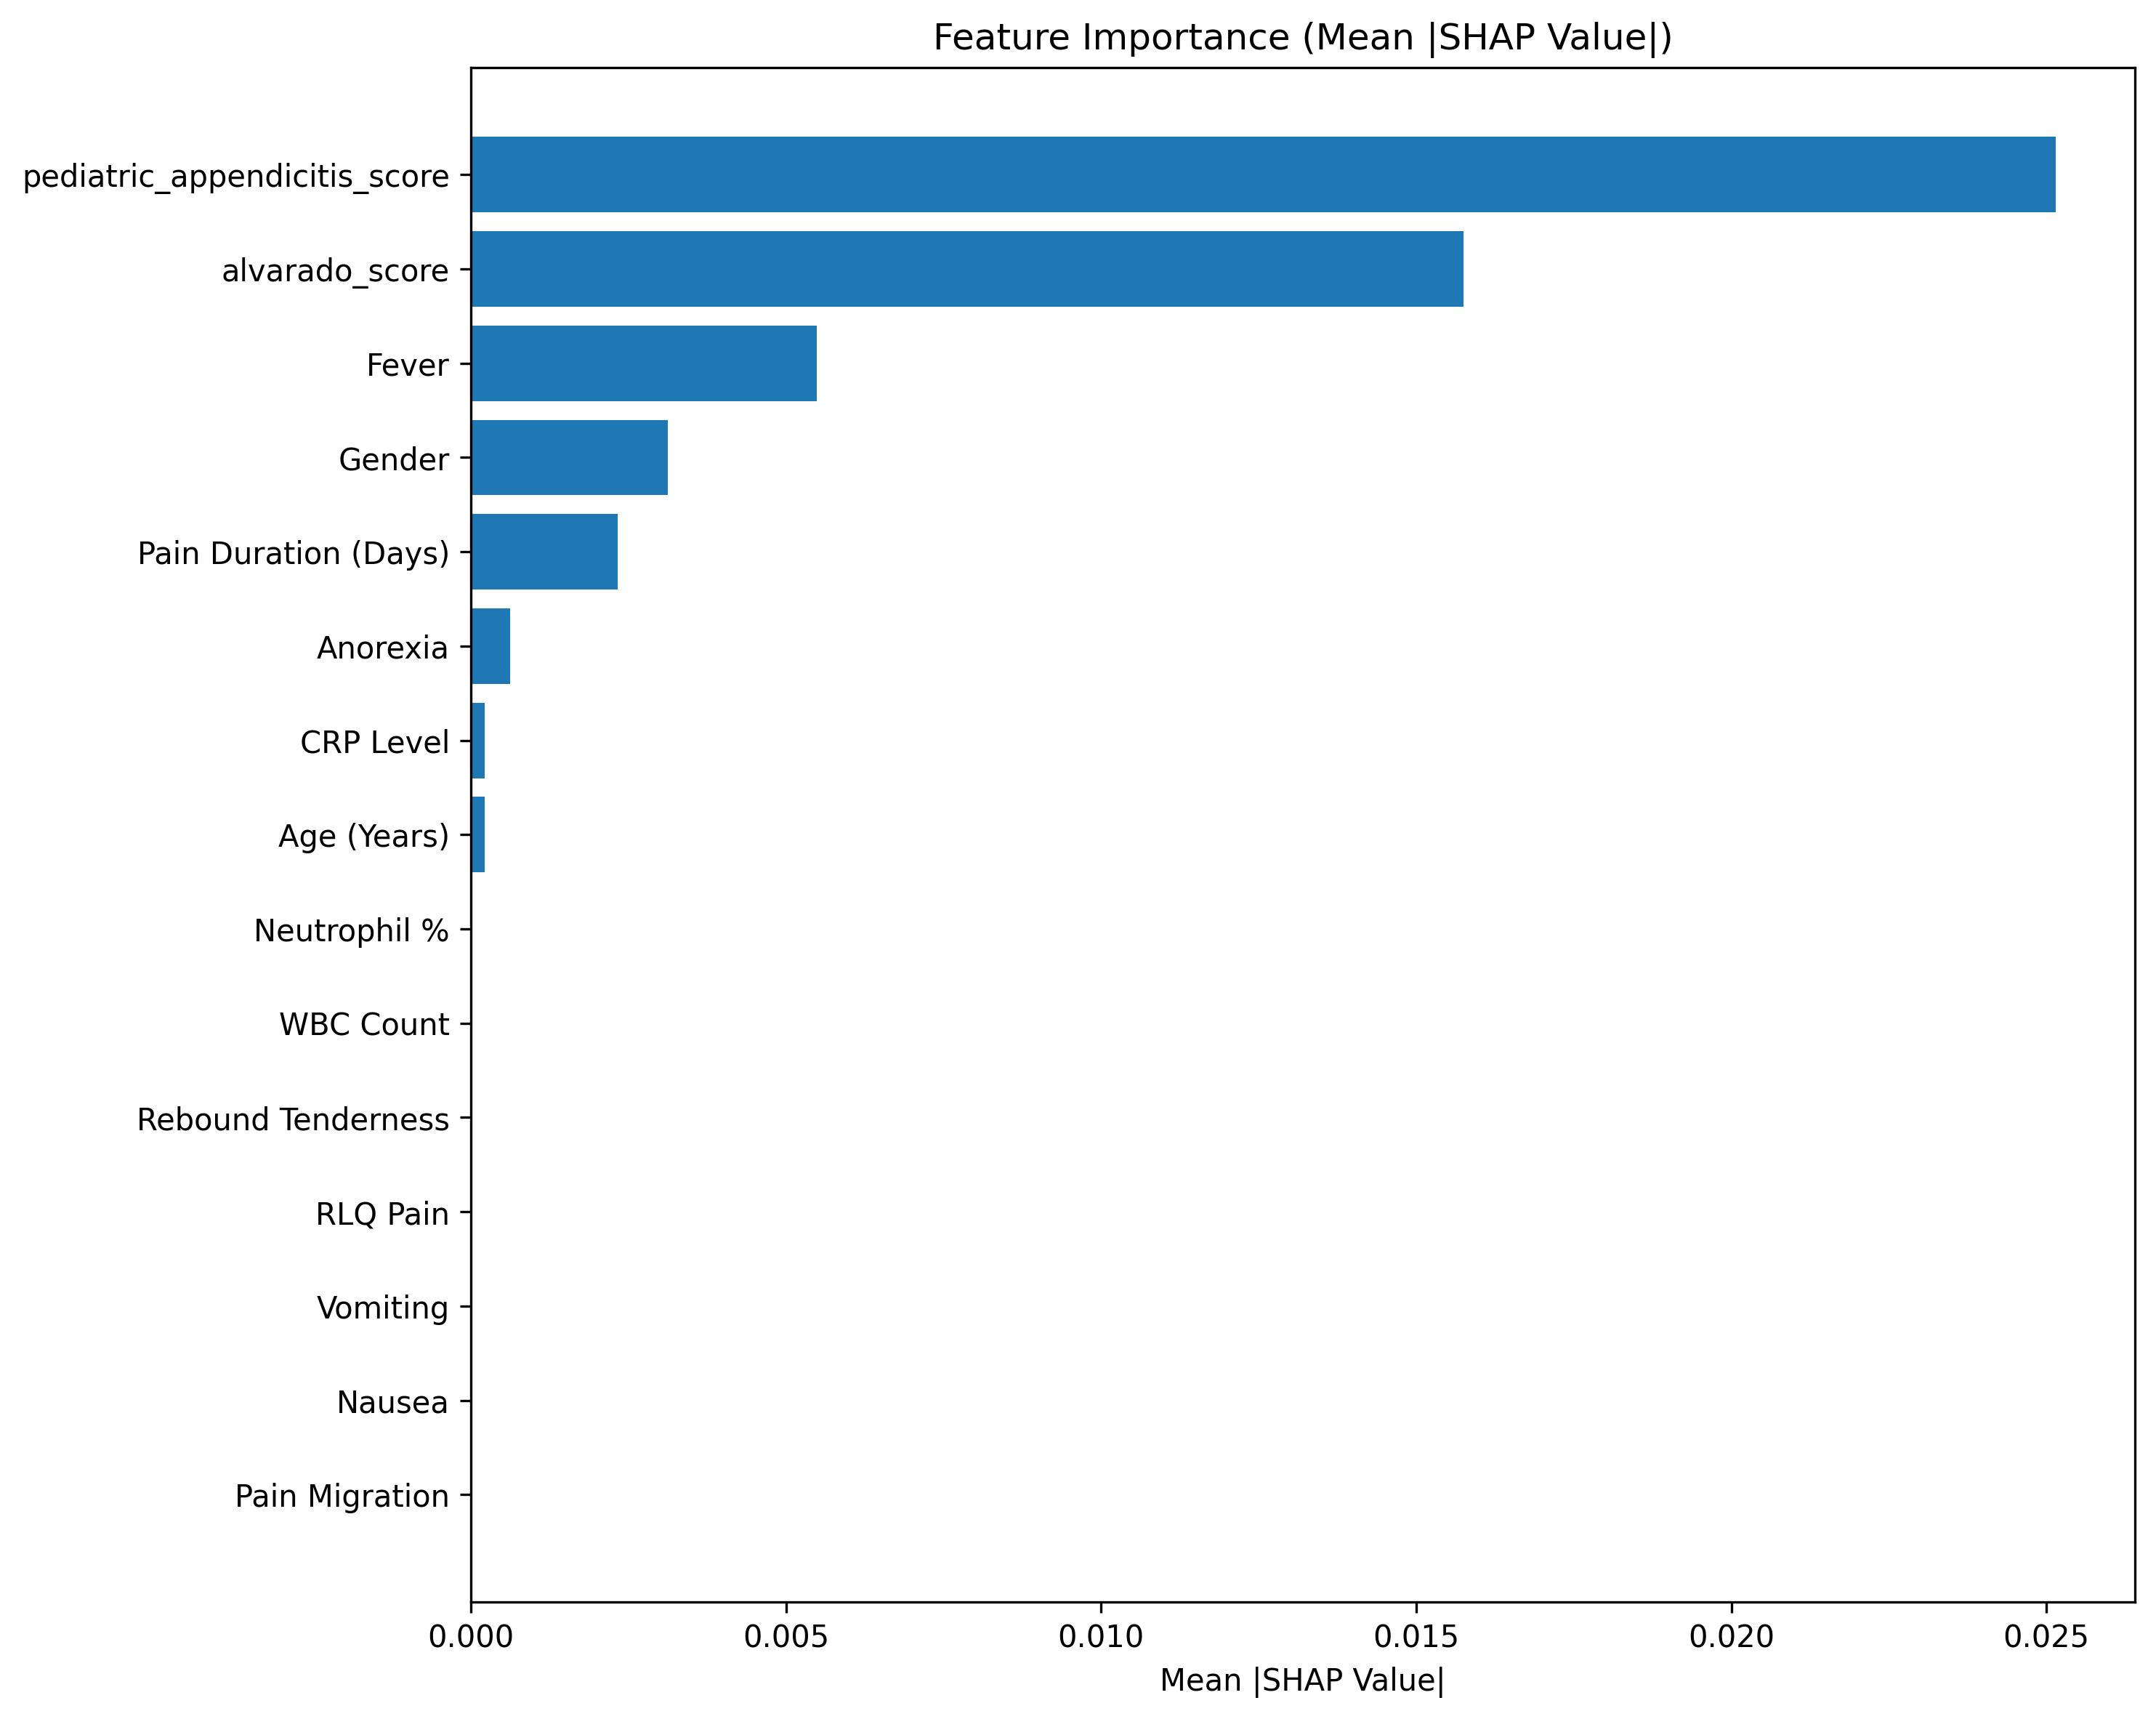 Feature Importance (Mean |SHAP Value|)
pediatric_appendicitis_score
alvarado_score
Fever
Gender
Pain Duration (Days)
Anorexia
CRP Level
Age (Years)
Neutrophil %
WBC Count
Rebound Tenderness
RLQ Pain
Vomiting
Nausea
Pain Migration
0.000 0.005 0.010 0.015 0.020 0.025
Mean |SHAP Value|